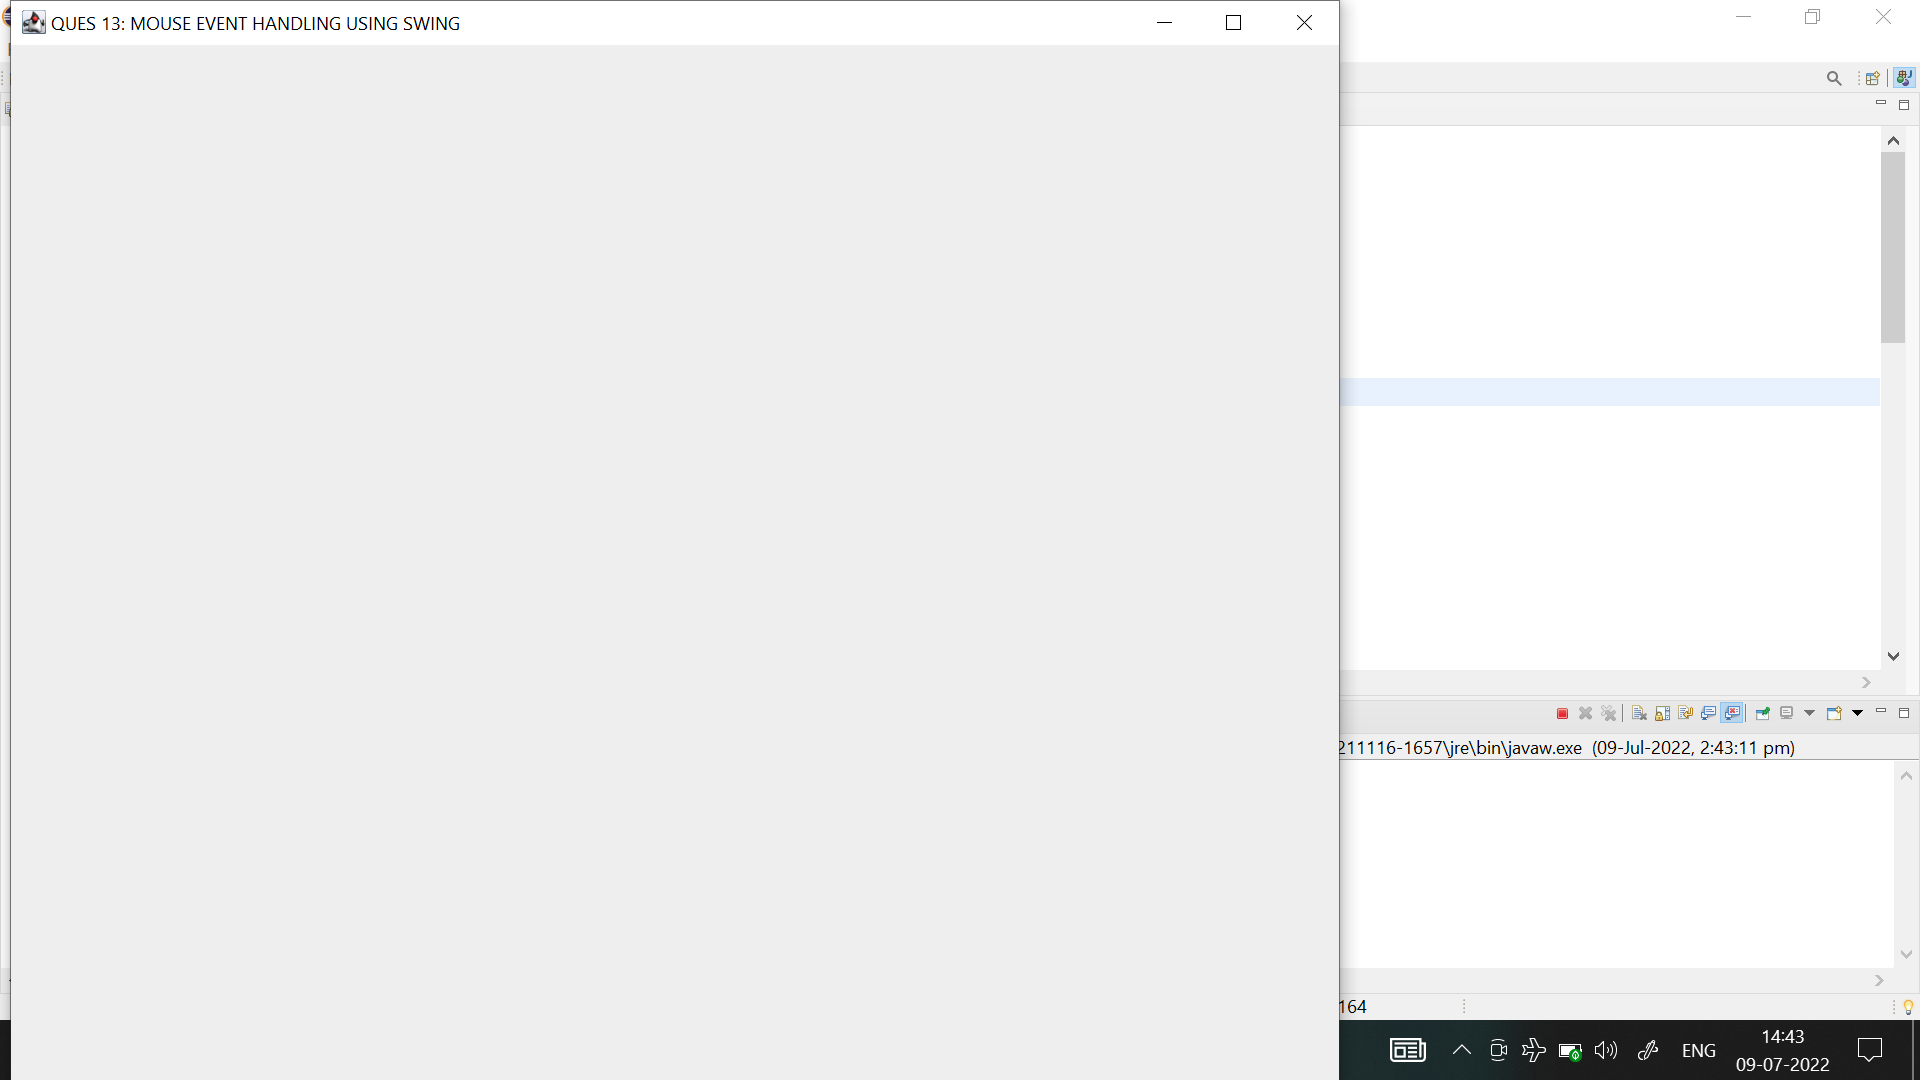 QUES 13: MOUSE EVENT HANDLING USING SWING
211116-1657\jre\bin\javaw.exe (09-Jul-2022, 2:43:11 pm)
164
ENG
14:43
09-07-2022